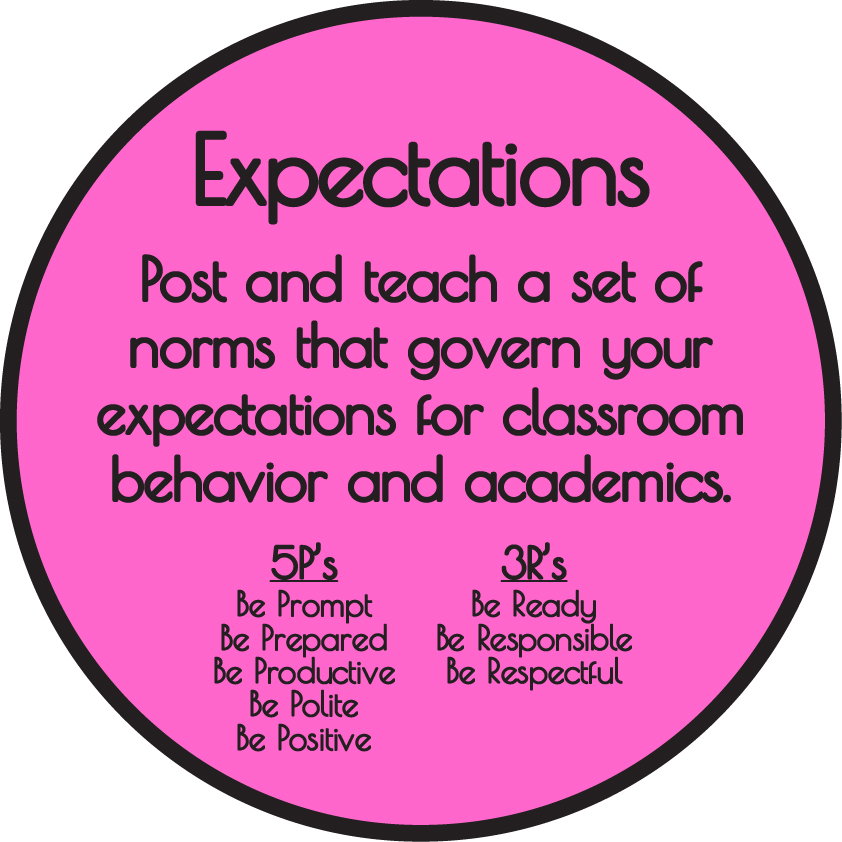 Expectations
Post and teach a set of
norms that govern your
expectations for classroom
behavior and academics.
5P's
Be Prompt
Be Prepared
Be Productive
Be Polite
Be Positive
3R's
Be Ready
Be Responsible
Be Respectful